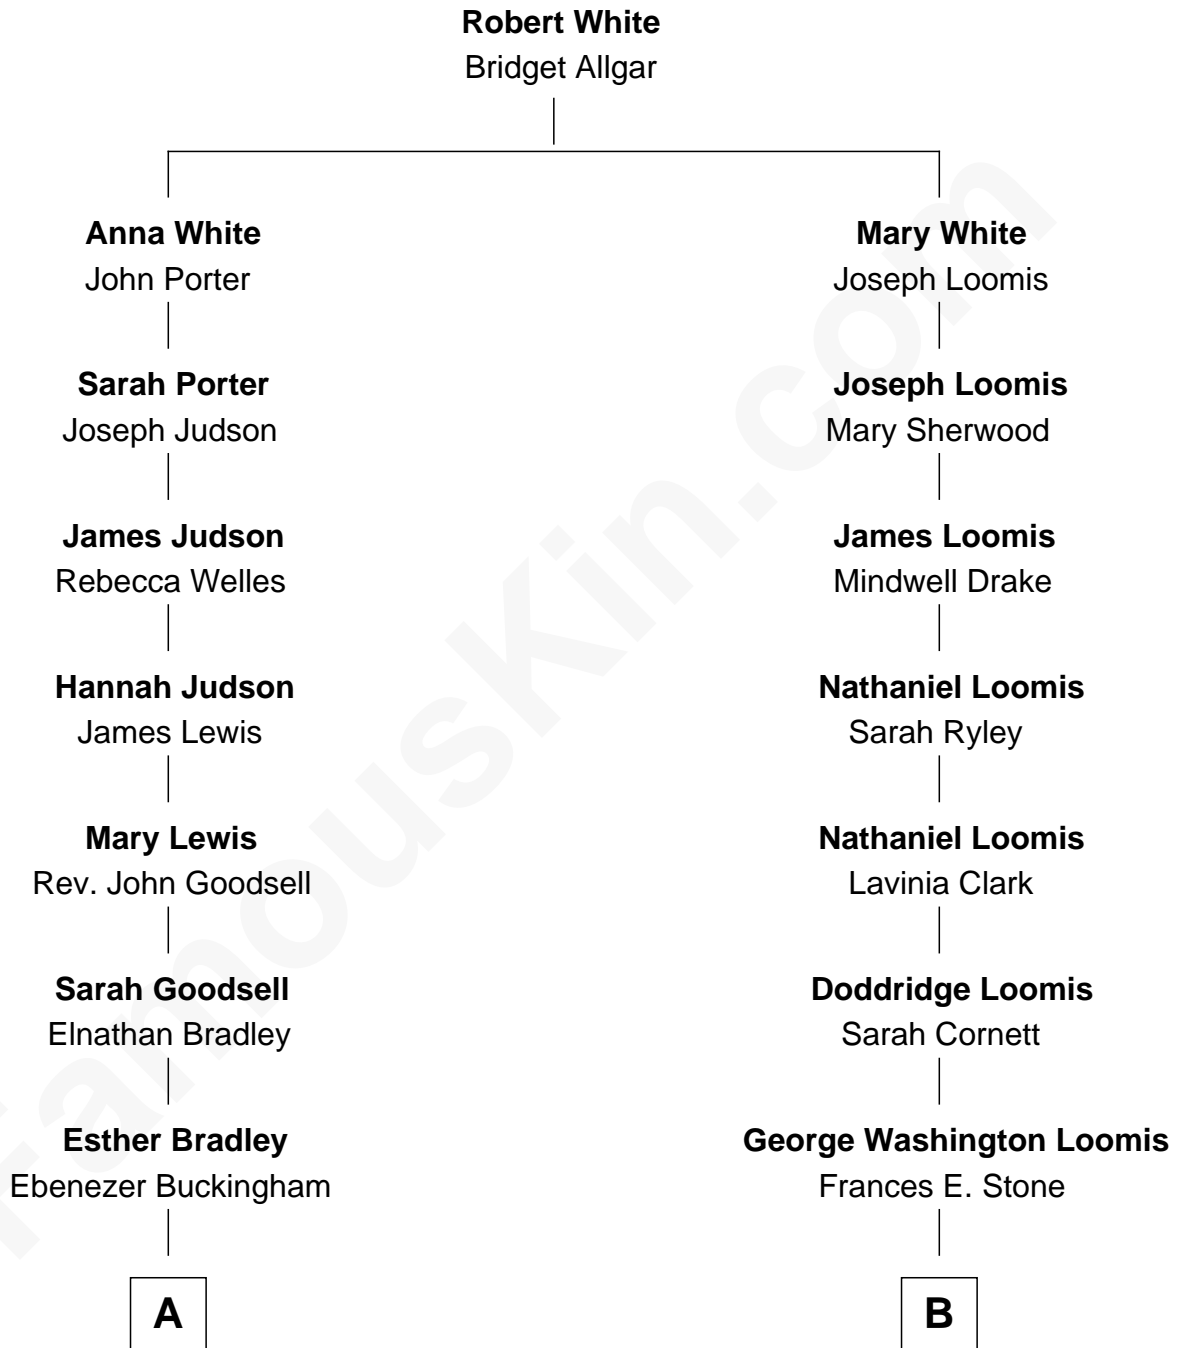 Robert White
Bridget Allgar
Anna White
John Porter
Mary White
Joseph Loomis
Sarah Porter
Joseph Judson
Joseph Loomis
Mary Sherwood
James Judson
Rebecca Welles
James Loomis
Mindwell Drake
Hannah Judson
James Lewis
Nathaniel Loomis
Sarah Ryley
Mary Lewis
Rev. John Goodsell
Nathaniel Loomis
Lavinia Clark
Sarah Goodsell
Elnathan Bradley
Doddridge Loomis
Sarah Cornett
Esther Bradley
Ebenezer Buckingham
George Washington Loomis
Frances E. Stone
A
B
FamousKin.com